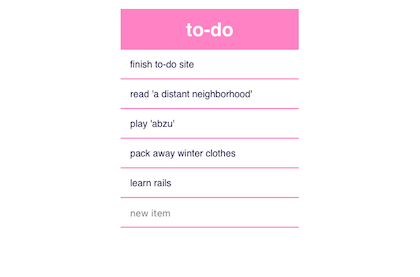 to-do
finish to-do site
read 'a distant neighborhood'
play 'abzu'
pack away winter clothes
learn rails
new item